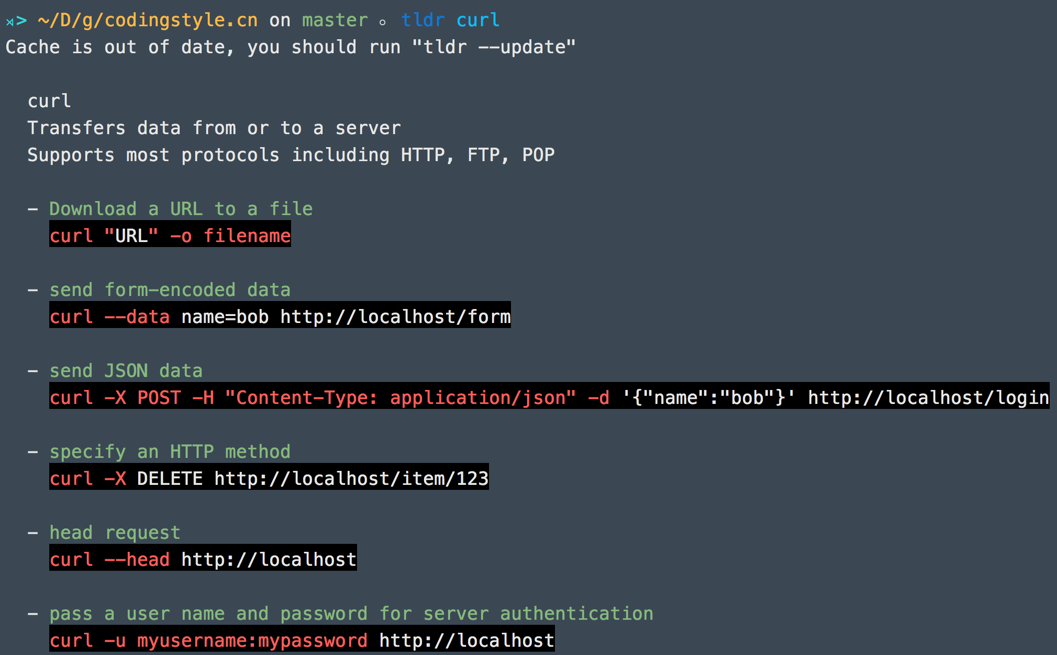 > ~/D/g/codingstyle.cn on master ○ tldr curl
Cache is out of date, you should run "tldr --update"
curl
Transfers data from or to a server
Supports most protocols including HTTP, FTP, POP
- Download a URL to a file
curl "URL" -o filename
- send form-encoded data
curl --data name=bob http://localhost/form
- send JSON data
curl -X POST -H "Content-Type: application/json" -d '{"name":"bob"}' http://localhost/login
- specify an HTTP method
curl -X DELETE http://localhost/item/123
- head request
curl --head http://localhost
- pass a user name and password for server authentication
curl -u myusername:mypassword http://localhost